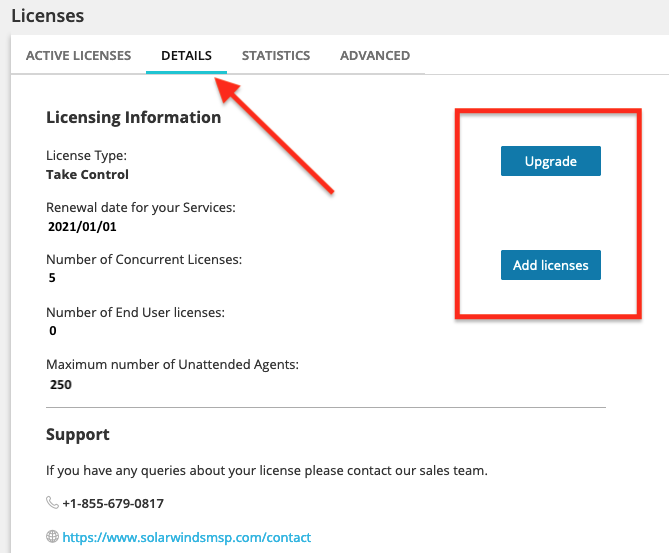 Licenses
ACTIVE LICENSES DETAILS STATISTICS ADVANCED
Licensing Information
License Type:
Take Control
Upgrade
Renewal date for your Services:
2021/01/01
Number of Concurrent Licenses:
5
Add licenses
Number of End User licenses:
0
Maximum number of Unattended Agents:
250
Support
If you have any queries about your license please contact our sales team.
+1-855-679-0817
https://www.solarwindsmsp.com/contact